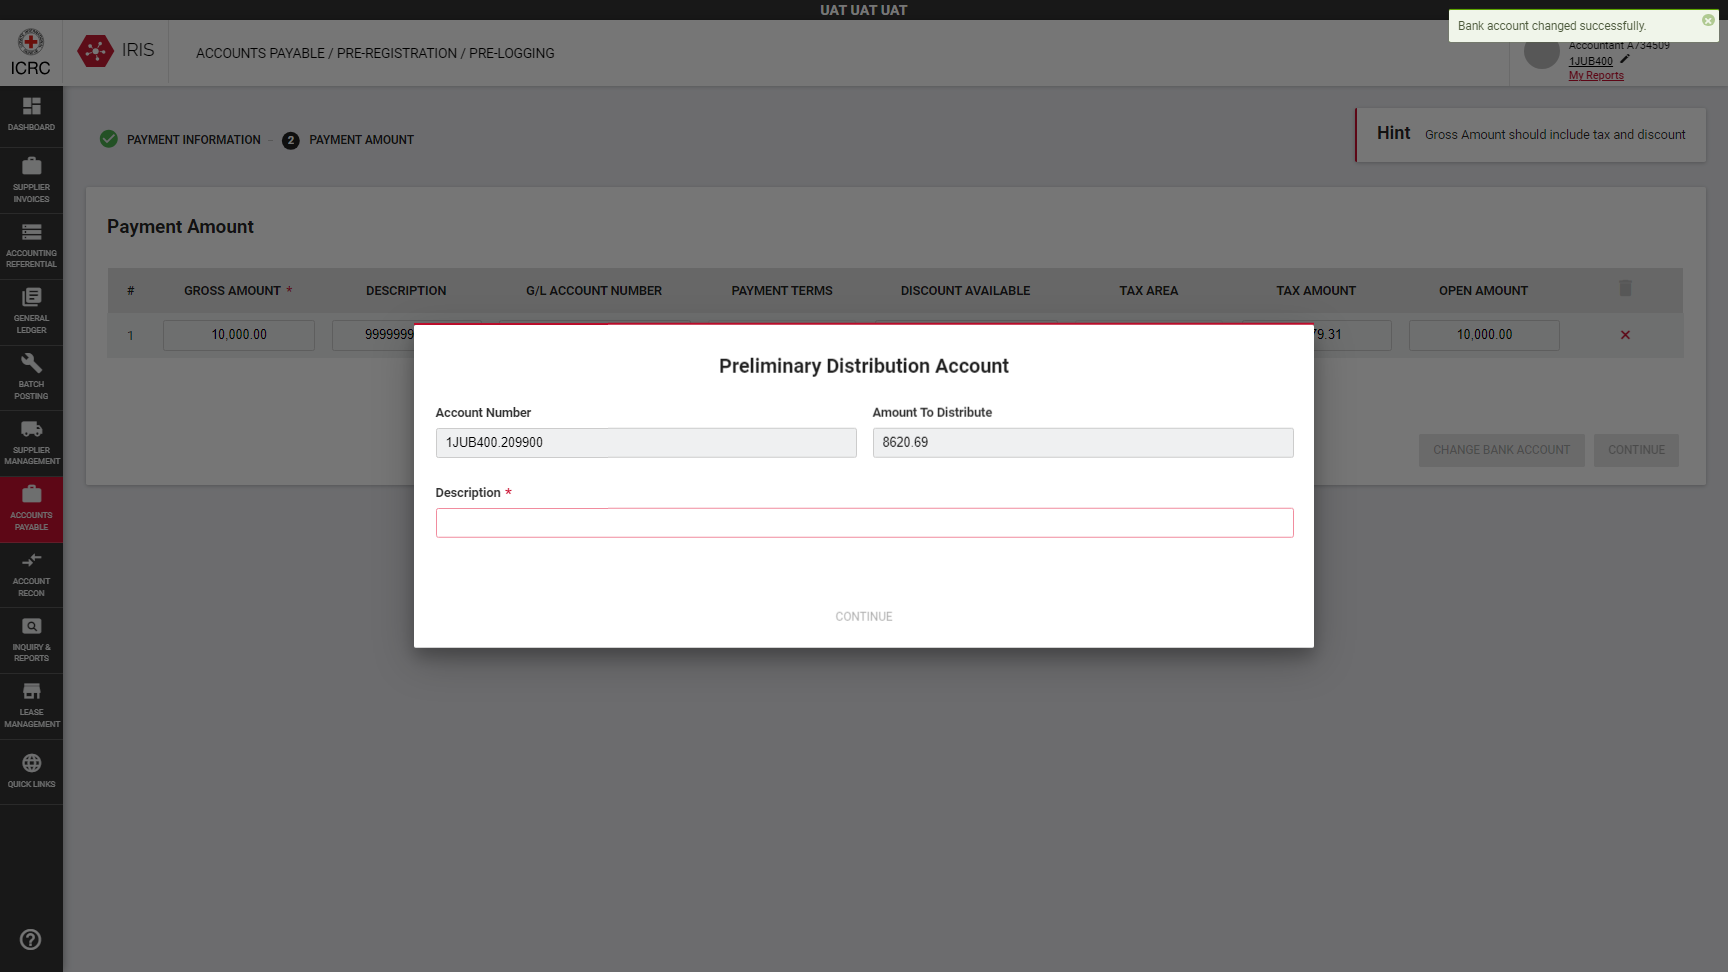 UAT UAT UAT
Bank account changed successfully.
ICRC
IRIS
ACCOUNTS PAYABLE / PRE-REGISTRATION / PRE-LOGGING
Accountant A734509
1JUB400
My Reports
DASHBOARD
SUPPLIER
INVOICES
ACCOUNTING
REFERENTIAL
GENERAL
LEDGER
BATCH
POSTING
SUPPLIER
MANAGEMENT
ACCOUNTS
PAYABLE
ACCOUNT
RECON
INQUIRY &
REPORTS
LEASE
MANAGEMENT
QUICK LINKS
PAYMENT INFORMATION - 2 PAYMENT AMOUNT
Hint Gross Amount should include tax and discount
Payment Amount
# GROSS AMOUNT * DESCRIPTION G/L ACCOUNT NUMBER PAYMENT TERMS DISCOUNT AVAILABLE TAX AREA TAX AMOUNT OPEN AMOUNT
1 10,000.00 9999999 79.31 10,000.00
CHANGE BANK ACCOUNT CONTINUE
Preliminary Distribution Account
Account Number Amount To Distribute
1JUB400.209900 8620.69
Description *
CONTINUE